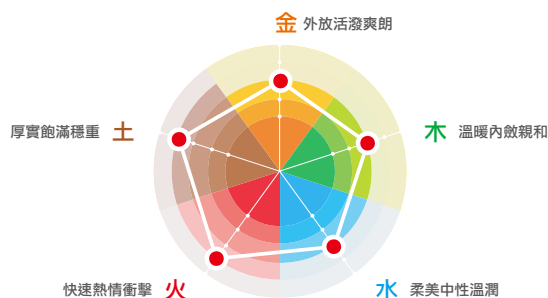 金 外放活潑爽朗
厚實飽滿穩重 土
木 溫暖內斂親和
快速熱情衝擊 火
水 柔美中性溫潤